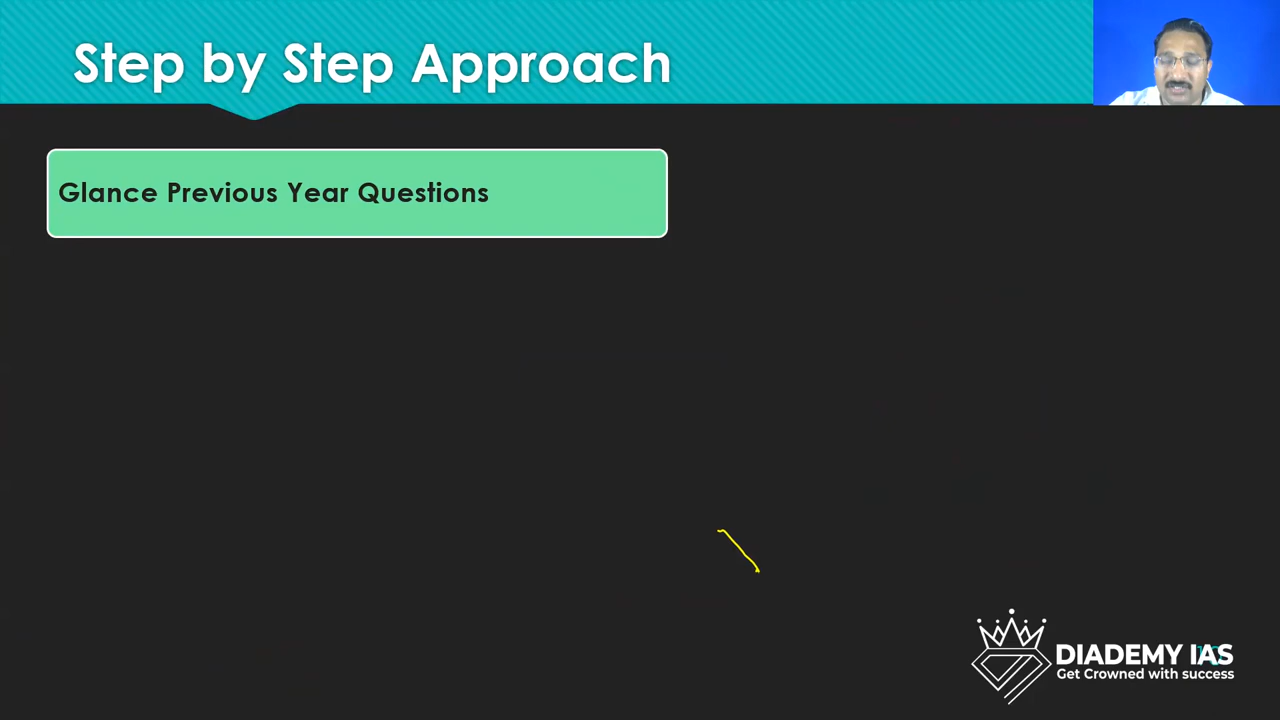 Step by Step Approach
Glance Previous Year Questions
DIADEMY IAS
Get Crowned with success